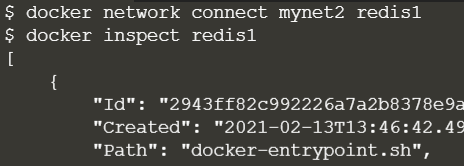 $ docker network connect mynet2 redis1
$ docker inspect redis1
[
{
"Id": "2943ff82c992226a7a2b8378e9a
"Created": "2021-02-13T13:46:42.49
"Path": "docker-entrypoint.sh",